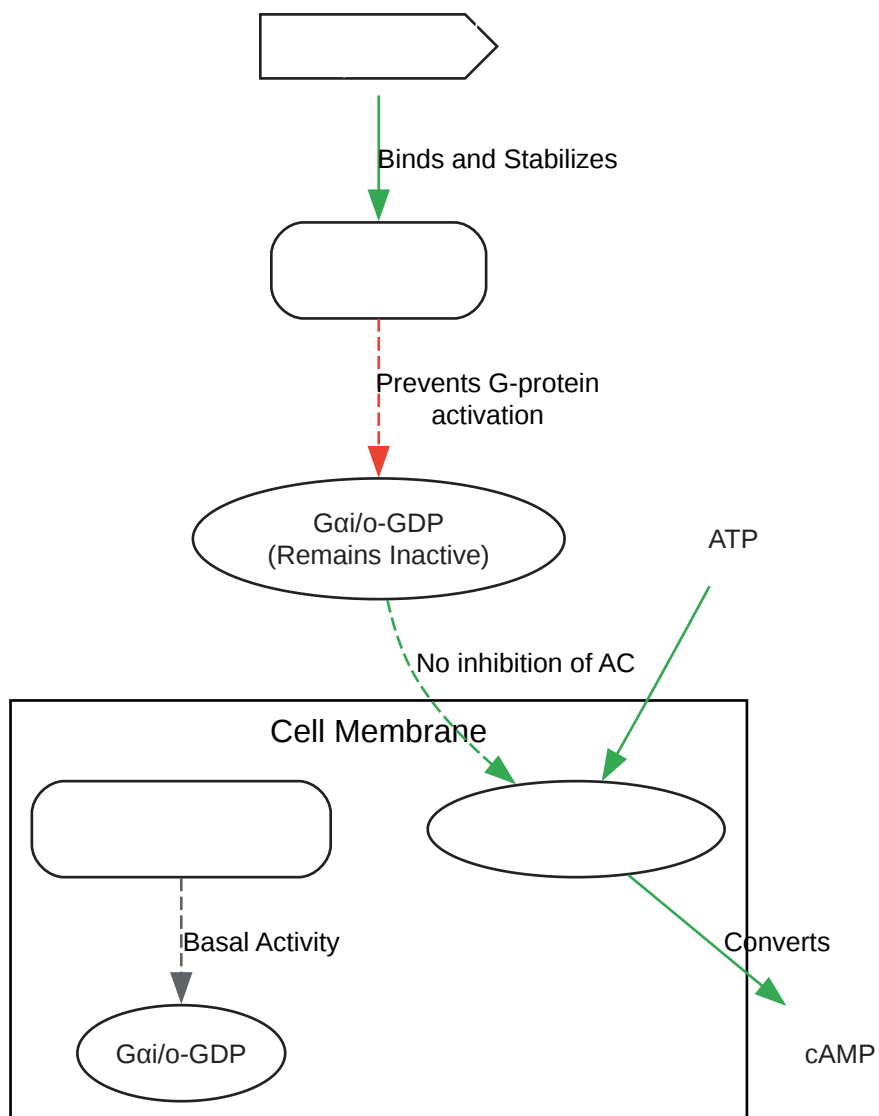 Binds and Stabilizes
Prevents G-protein
activation
Gαi/o-GDP
(Remains Inactive)
ATP
No inhibition of AC
Cell Membrane
Basal Activity
Converts
Gαi/o-GDP
cAMP